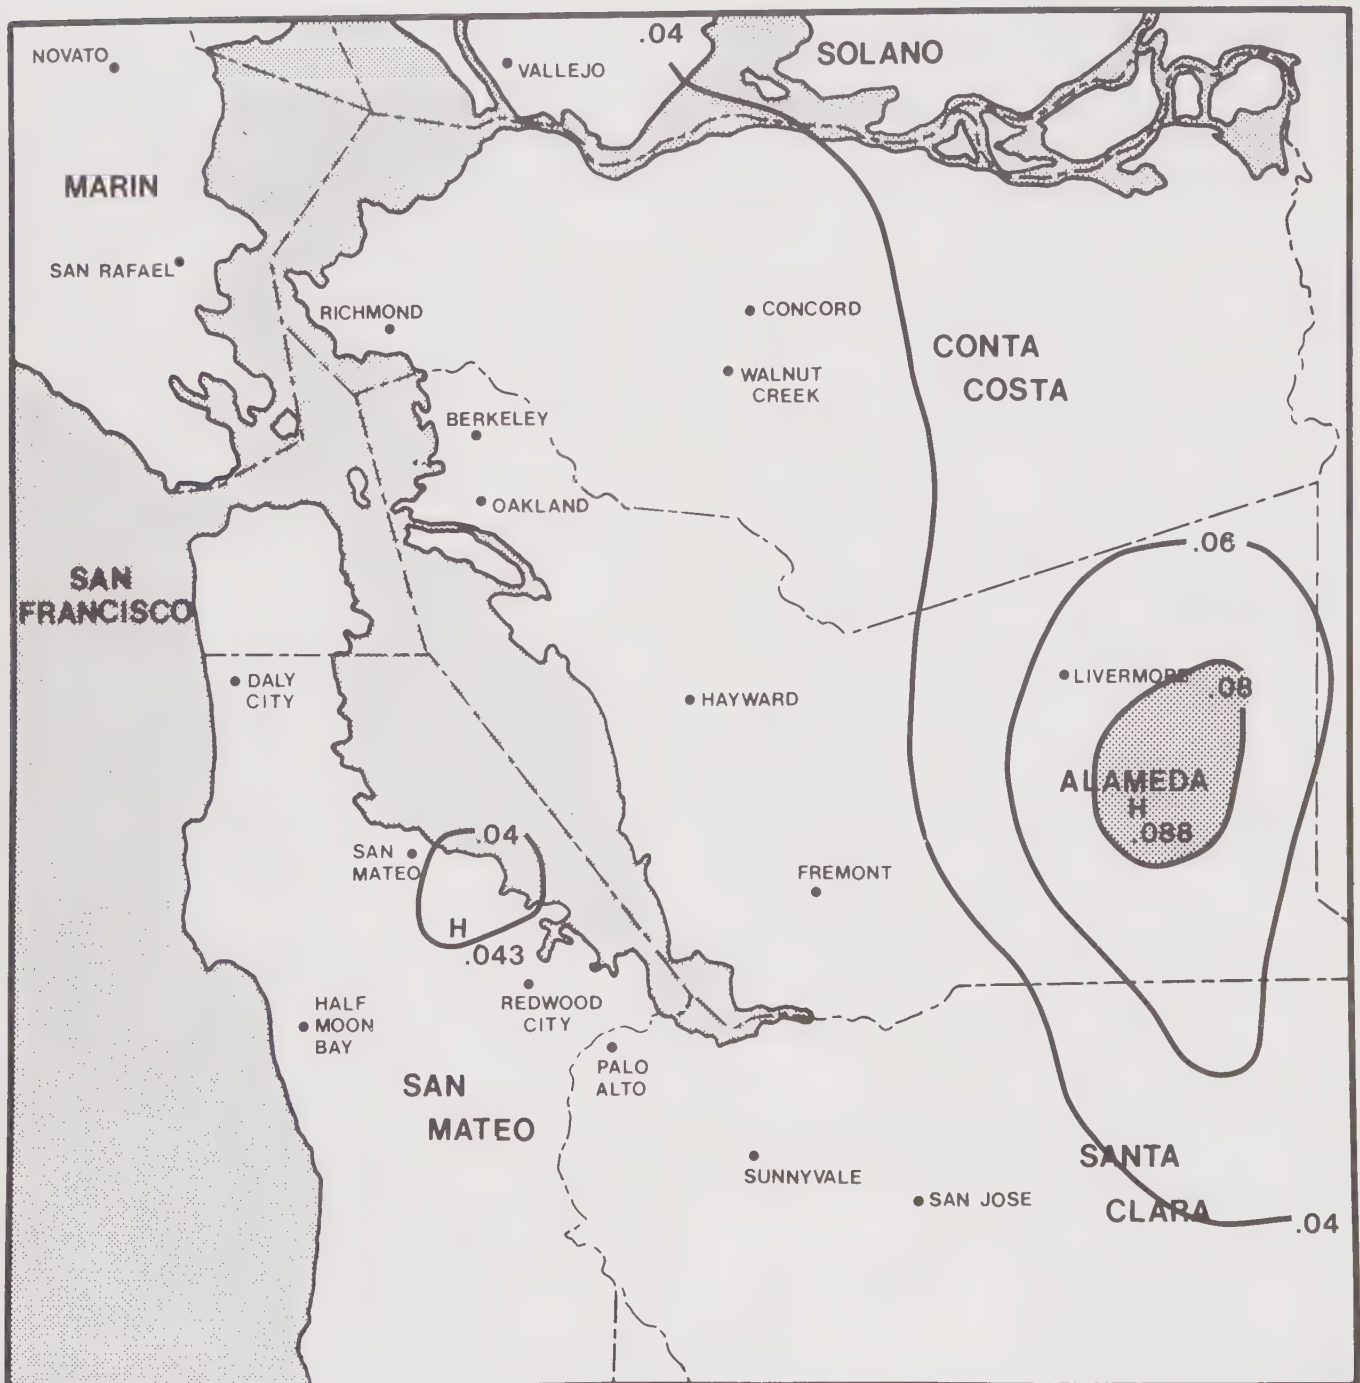 .04
SOLANO
NOVATO
VALLEJO
MARIN
SAN RAFAEL
RICHMOND
CONCORD
CONTA
COSTA
WALNUT
CREEK
BERKELEY
OAKLAND
.06
SAN
FRANCISCO
LIVERMORE
.08
DALY
CITY
HAYWARD
ALAMEDA
H
.088
.04
SAN
MATEO
FREMONT
H
.043
REDWOOD
CITY
HALF
MOON
BAY
PALO
ALTO
SAN
MATEO
SANTA
CLARA
SUNNYVALE
SAN JOSE
.04